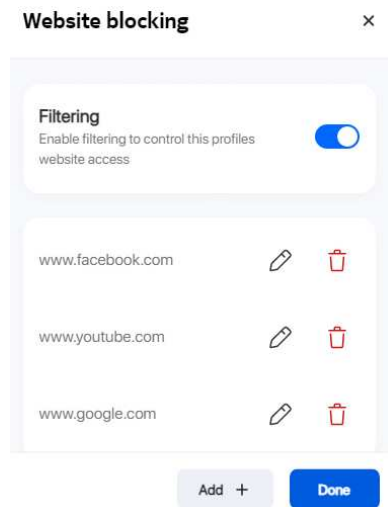 Website blocking
Filtering
Enable filtering to control this profiles
website access
www.facebook.com
www.youtube.com
www.google.com
Add +
Done